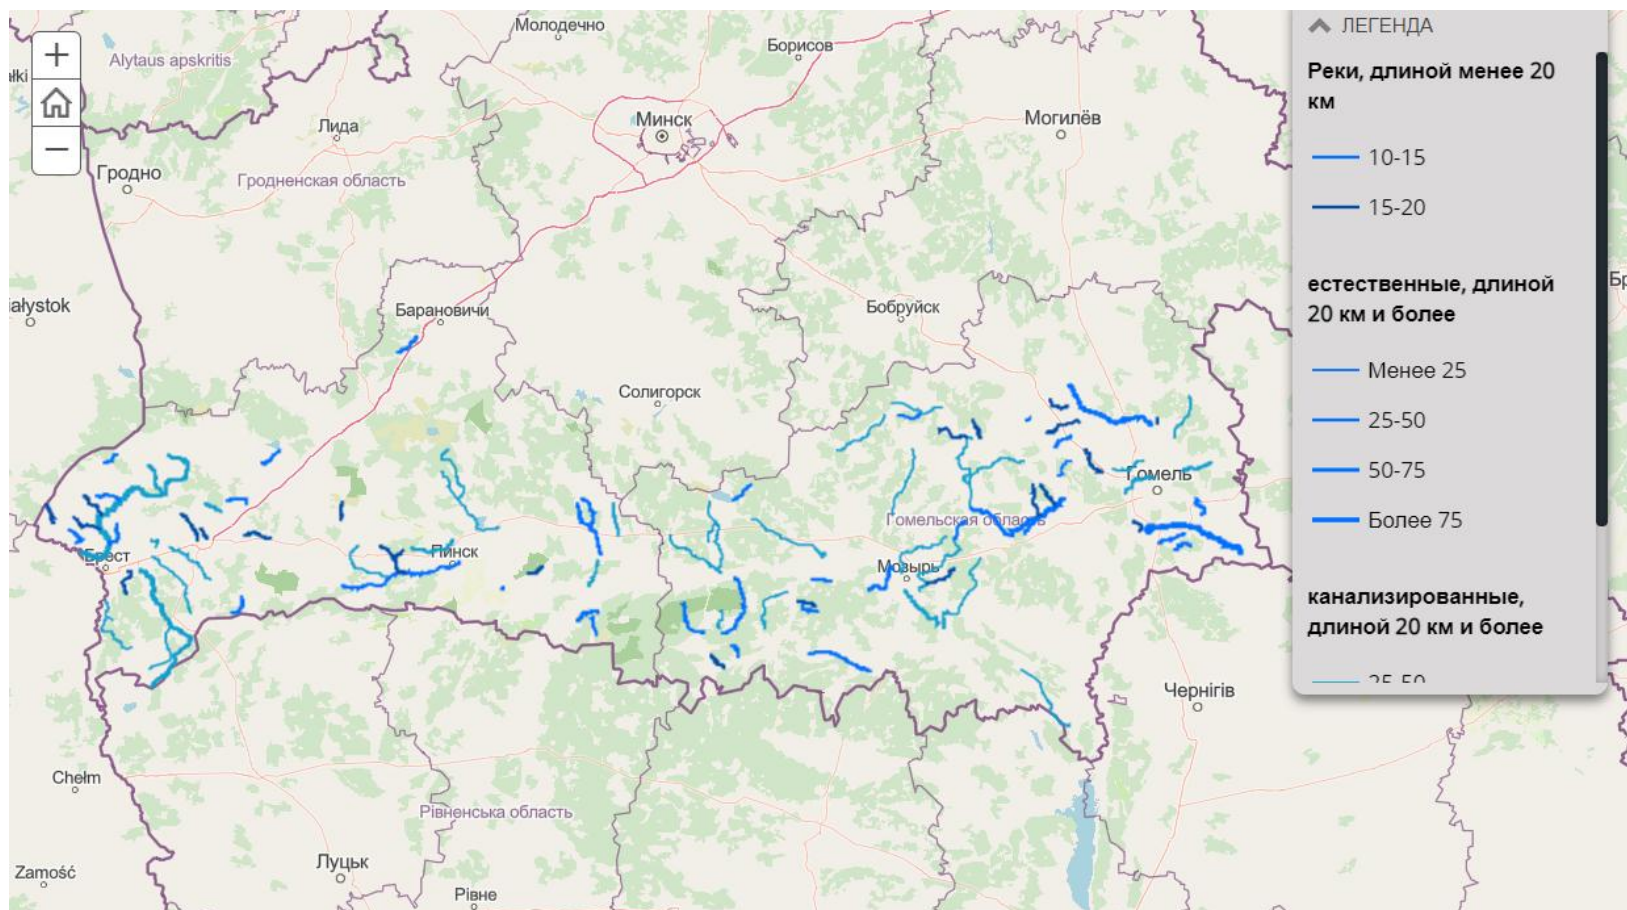 ЛЕГЕНДА
Реки, длиной менее 20
км
10-15
15-20
естественные, длиной
20 км и более
Менее 25
25-50
50-75
Более 75
канализированные,
длиной 20 км и более
25-50
Молодечно
Борисов
Alytaus apskritis
Минск
Могилёв
Лида
Гродно
Гродненская область
Барановичи
Бобруйск
Солигорск
Гомель
Гомельская область
Брест
Пинск
Мозырь
Чернігів
Chełm
Рівненська область
Zamość
Луцьк
Рівне